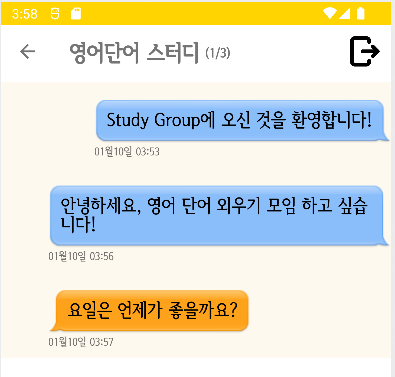 3:58
영어단어 스터디 (1/3)
Study Group에 오신 것을 환영합니다!
01월10일 03:53
안녕하세요, 영어 단어 외우기 모임 하고 싶습
니다!
01월10일 03:56
요일은 언제가 좋을까요?
01월10일 03:57